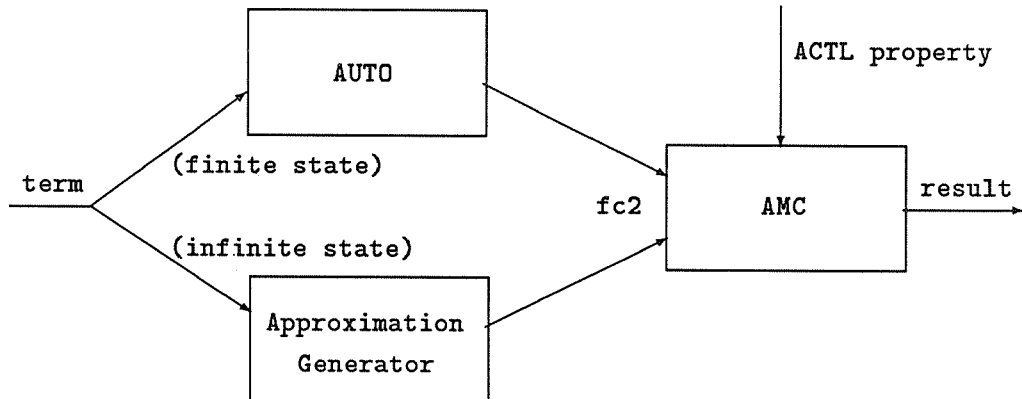 AUTO
ACTL property
(finite state)
term
fc2
AMC
result
(infinite state)
Approximation
Generator